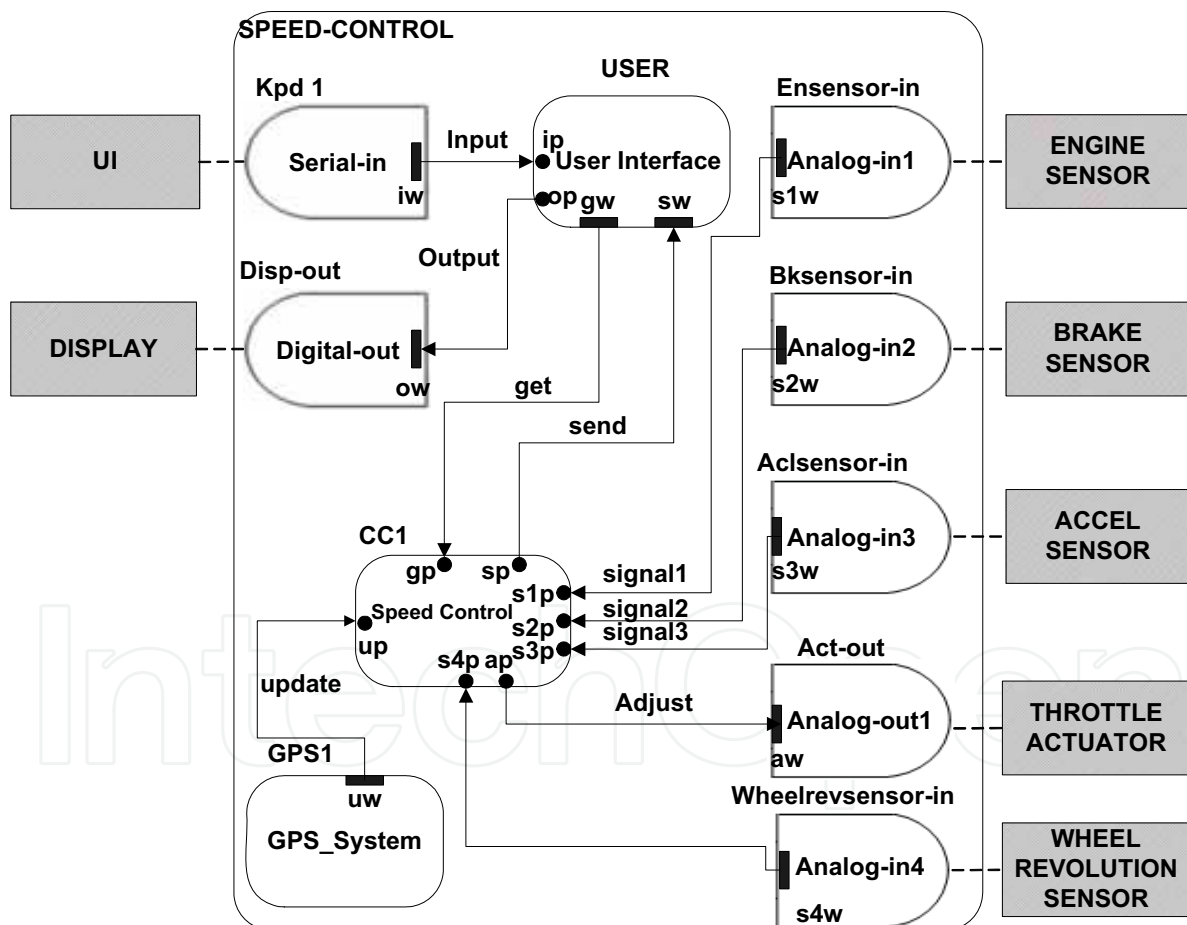 SPEED-CONTROL
Kpd 1
USER
Ensensor-in
UI
Serial-in
iw
Input
ip
User Interface
op
gw
sw
Analog-in1
s1w
ENGINE
SENSOR
Disp-out
Output
Bksensor-in
DISPLAY
Digital-out
ow
Analog-in2
s2w
BRAKE
SENSOR
get
send
Aclsensor-in
Analog-in3
s3w
ACCEL
SENSOR
CC1
gp
sp
s1p
Speed Control
s2p
s3p
up
s4p
ap
signal1
signal2
signal3
update
Act-out
Adjust
Analog-out1
aw
THROTTLE
ACTUATOR
GPS1
uw
GPS_System
Wheelrevsensor-in
Analog-in4
s4w
WHEEL
REVOLUTION
SENSOR
IntechOpen